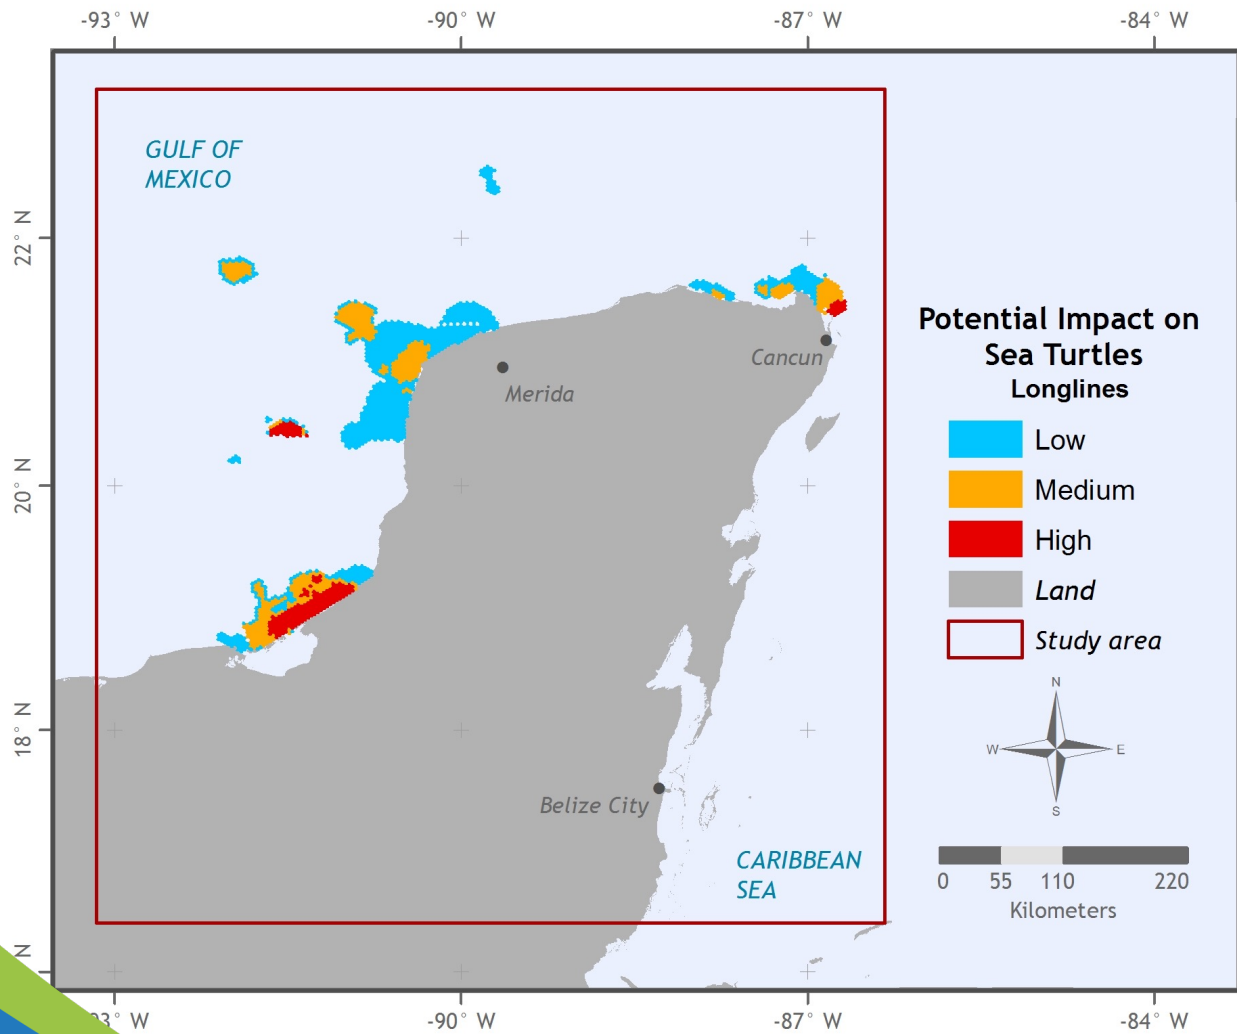 -93° W
-90° W
-87° W
-84° W
GULF OF
MEXICO
22° N
Cancun
Merida
Potential Impact on
Sea Turtles
Longlines
Low
Medium
High
Land
Study area
20° N
18° N
N
W
E
S
Belize City
CARIBBEAN
SEA
0 55 110 220
Kilometers
N
3° W
-90° W
-87° W
-84° W